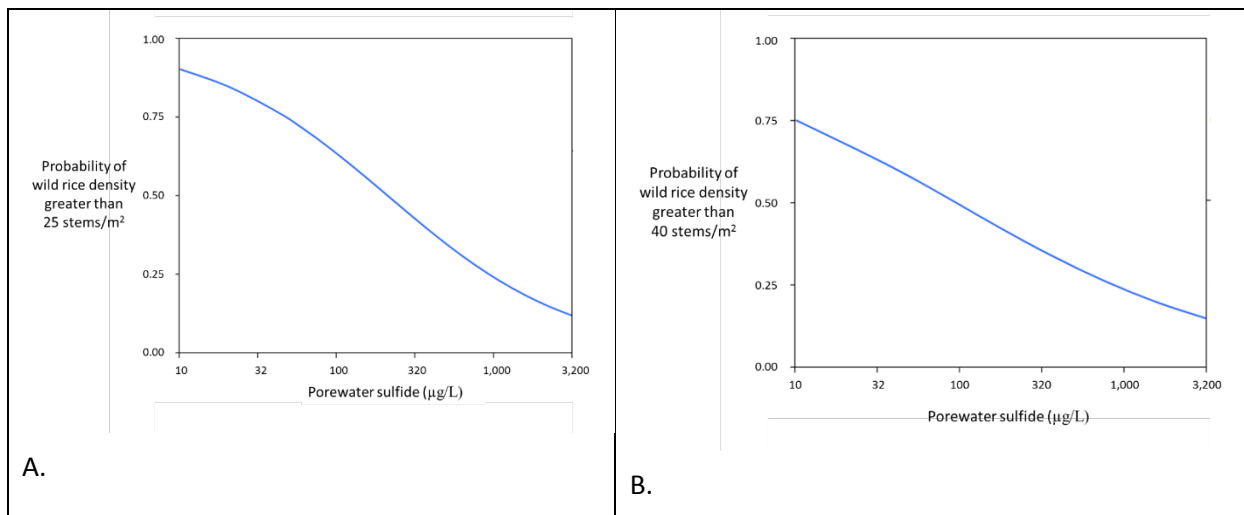 1.00
0.75
0.50
0.25
0.00
Probability of
wild rice density
greater than
25 stems/m²
10 32 100 320 1,000 3,200
Porewater sulfide (µg/L)
A.
1.00
0.75
0.50
0.25
0.00
Probability of
wild rice density
greater than
40 stems/m²
10 32 100 320 1,000 3,200
Porewater sulfide (µg/L)
B.